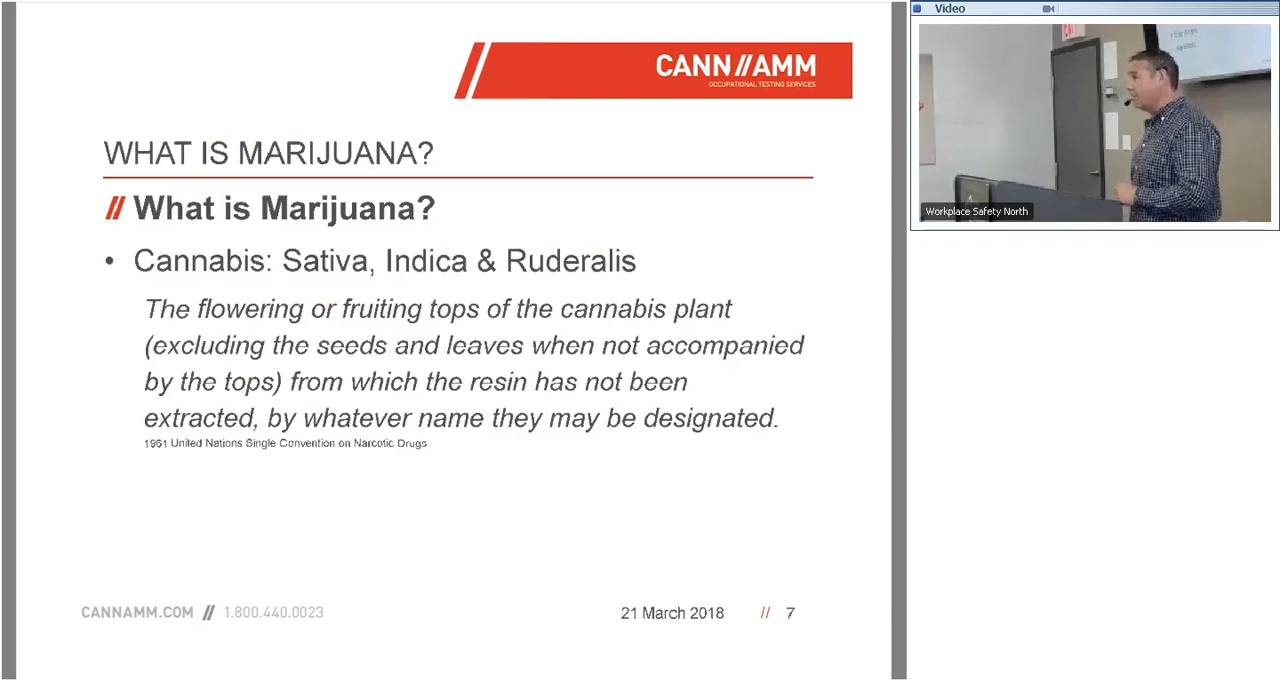 CANN//AMM
OCCUPATIONAL TESTING SERVICES
WHAT IS MARIJUANA?
// What is Marijuana?
• Cannabis: Sativa, Indica & Ruderalis
The flowering or fruiting tops of the cannabis plant
(excluding the seeds and leaves when not accompanied
by the tops) from which the resin has not been
extracted, by whatever name they may be designated.
1961 United Nations Single Convention on Narcotic Drugs
CANNAMM.COM // 1.800.440.0023
21 March 2018 // 7
Video
EXIT
Workplace Safety North